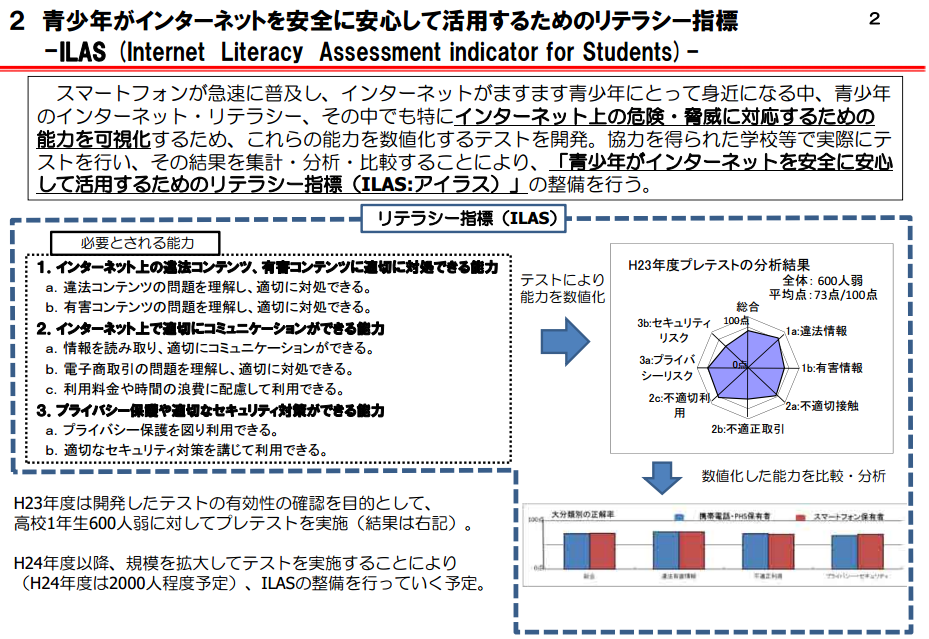 2 青少年がインターネットを安全に安心して活用するためのリテラシー指標
2
-ILAS (Internet Literacy Assessment indicator for Students) -
スマートフォンが急速に普及し、インターネットがますます青少年にとって身近になる中、青少年
のインターネット・リテラシー、その中でも特にインターネット上の危険・脅威に対応するための
能力を可視化するため、これらの能力を数値化するテストを開発。協力を得られた学校等で実際にテ
ストを行い、その結果を集計・分析・比較することにより、「青少年がインターネットを安全に安心
して活用するためのリテラシー指標（ILAS:アイラス）」の整備を行う。
リテラシー指標（ILAS）
必要とされる能力
1. インターネット上の違法コンテンツ、有害コンテンツに適切に対処できる能力
a. 違法コンテンツの問題を理解し、適切に対処できる。
b. 有害コンテンツの問題を理解し、適切に対処できる。
2. インターネット上で適切にコミュニケーションができる能力
a. 情報を読み取り、適切にコミュニケーションができる。
b. 電子商取引の問題を理解し、適切に対処できる。
c. 利用料金や時間の浪費に配慮して利用できる。
3. プライバシー保護や適切なセキュリティ対策ができる能力
a. プライバシー保護を図り利用できる。
b. 適切なセキュリティ対策を講じて利用できる。
テストにより
能力を数値化
H23年度プレテストの分析結果
全体： 600人弱
平均点：73点/100点
総合
100点
0点
1a:違法情報
1b:有害情報
2a:不適切接触
2b:不適正取引
2c:不適切利
用
3a:プライバ
シーリスク
3b:セキュリティ
リスク
数値化した能力を比較・分析
H23年度は開発したテストの有効性の確認を目的として、
高校1年生600人弱に対してプレテストを実施（結果は右記）。
H24年度以降、規模を拡大してテストを実施することにより
（H24年度は2000人程度予定）、ILASの整備を行っていく予定。
大分類別の正解率
携帯電話・PHS保有者
スマートフォン保有者
総合
違法有害情報
不適正利用
プライバシー・セキュリティ